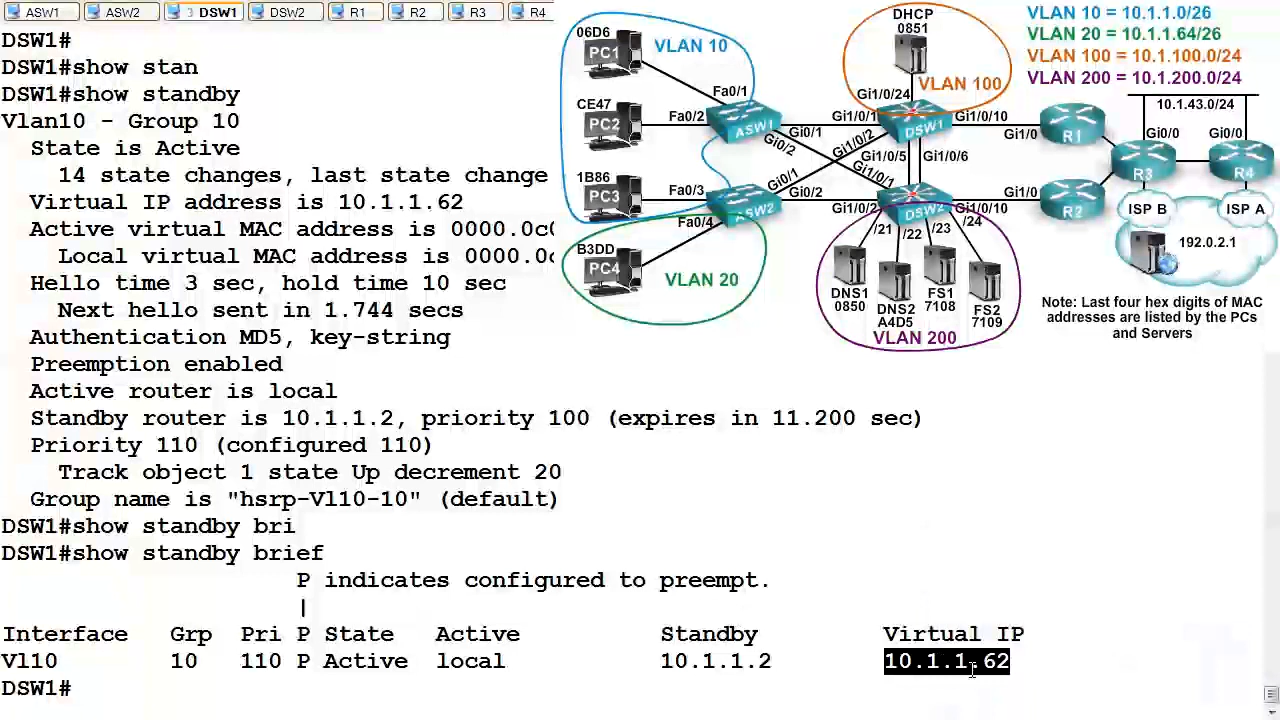 ASW1 ASW2 3 DSW1 DSW2 R1 R2 R3 R4
DSW1#
DSW1#show stan
DSW1#show standby
Vlan10 - Group 10
State is Active
14 state changes, last state change
Virtual IP address is 10.1.1.62
Active virtual MAC address is 0000.0c0
Local virtual MAC address is 0000.0c
Hello time 3 sec, hold time 10 sec
Next hello sent in 1.744 secs
Authentication MD5, key-string
Preemption enabled
Active router is local
Standby router is 10.1.1.2, priority 100 (expires in 11.200 sec)
Priority 110 (configured 110)
Track object 1 state Up decrement 20
Group name is "hsrp-Vl10-10" (default)
DSW1#show standby bri
DSW1#show standby brief
P indicates configured to preempt.
|
Interface Grp Pri P State Active Standby Virtual IP
Vl10 10 110 P Active local 10.1.1.2 10.1.1.62
DSW1#
06D6
PC1
VLAN 10
CE47
PC2
1B86
PC3
B3DD
PC4
VLAN 20
Fa0/1
Fa0/2
Fa0/3
Fa0/4
ASW1
ASW2
Gi0/1
Gi0/2
Gi0/1
Gi0/2
DHCP
0851
VLAN 100
Gi1/0/24
Gi1/0/1
DSW1
Gi1/0/10
Gi1/0/2
Gi1/0/5
Gi1/0/6
Gi1/0/1
Gi1/0/2
DSW2
Gi1/0/10
/21
/22
/23
/24
DNS1
0850
DNS2
A4D5
FS1
7108
FS2
7109
VLAN 200
VLAN 10 = 10.1.1.0/26
VLAN 20 = 10.1.1.64/26
VLAN 100 = 10.1.100.0/24
VLAN 200 = 10.1.200.0/24
10.1.43.0/24
Gi1/0
R1
Gi0/0
Gi0/0
R3
R4
Gi1/0
R2
ISP B
ISP A
192.0.2.1
Note: Last four hex digits of MAC
addresses are listed by the PCs
and Servers